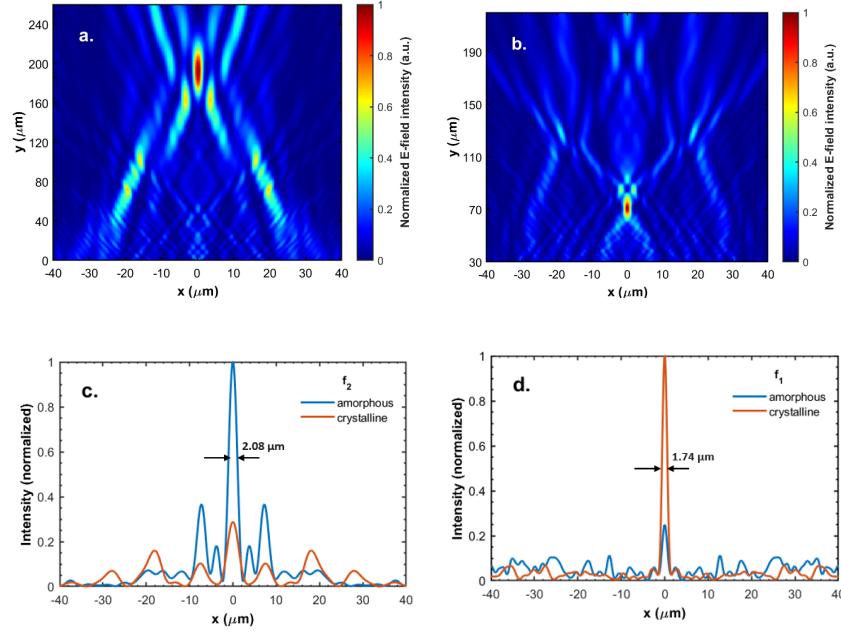 a.
260
200
160
120
80
40
0
y (μm)
-40 -30 -20 -10 0 10 20 30 40
x (μm)
1
0.8
0.6
0.4
0.2
0
Normalized E-field intensity (a.u.)
b.
210
190
150
110
70
30
y (μm)
-40 -30 -20 -10 0 10 20 30 40
x (μm)
1
0.8
0.6
0.4
0.2
0
Normalized E-field intensity (a.u.)
c.
f2
amorphous
crystalline
2.08 μm
1
0.8
0.6
0.4
0.2
0
Intensity (normalized)
-40 -30 -20 -10 0 10 20 30 40
x (μm)
d.
f1
amorphous
crystalline
1.74 μm
1
0.8
0.6
0.4
0.2
0
Intensity (normalized)
-40 -30 -20 -10 0 10 20 30 40
x (μm)